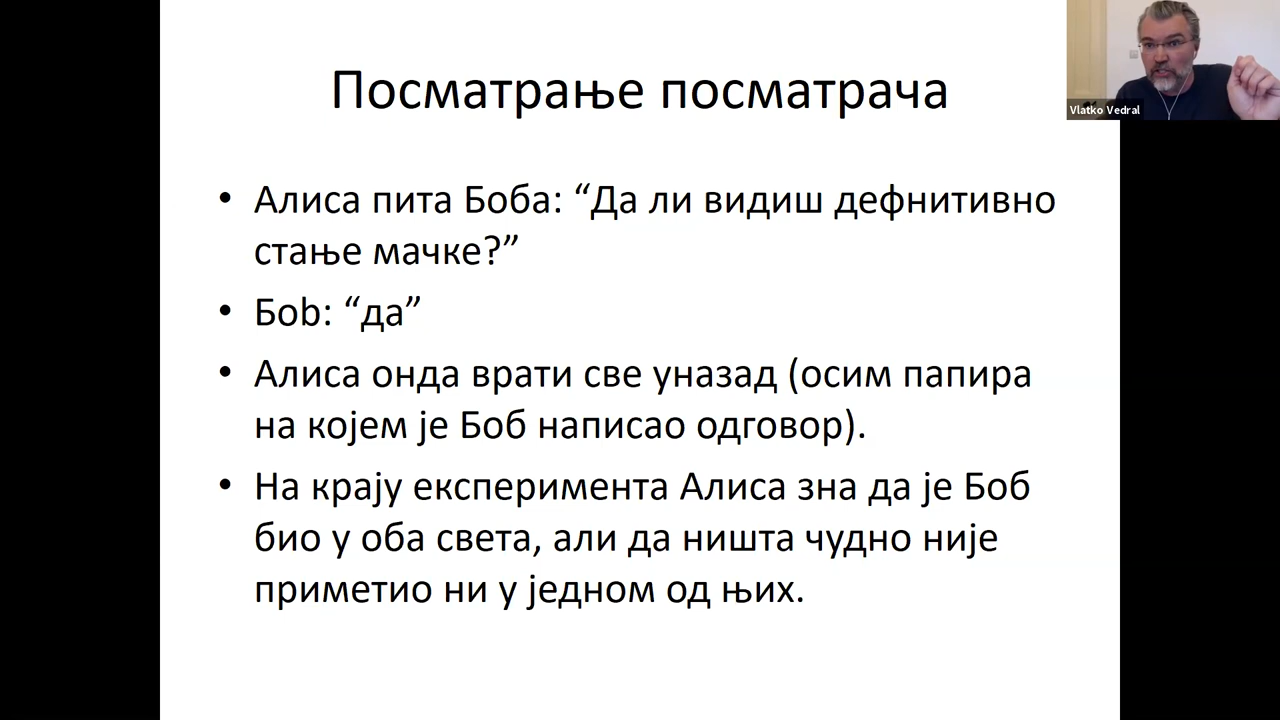 Посматрање посматрача
Vlatko Vedral
• Алиса пита Боба: “Да ли видиш дефнитивно
стање мачке?”
• Боb: “да”
• Алиса онда врати све уназад (осим папира
на којем је Боб написао одговор).
• На крају експеримента Алиса зна да је Боб
био у оба света, али да ништа чудно није
приметио ни у једном од њих.